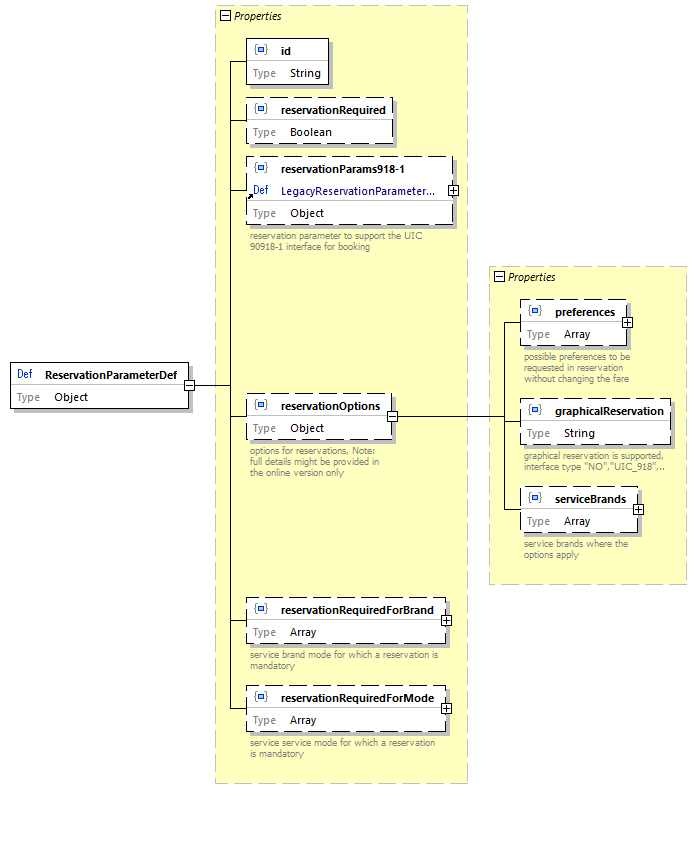 Properties
id
Type String
reservationRequired
Type Boolean
reservationParams918-1
Def LegacyReservationParameter...
Type Object
reservation parameter to support the UIC
90918-1 interface for booking
Properties
preferences
Type Array
possible preferences to be
requested in reservation
without changing the fare
Def ReservationParameterDef
Type Object
reservationOptions
Type Object
options for reservations, Note:
full details might be provided in
the online version only
graphicalReservation
Type String
graphical reservation is supported,
interface type "NO","UIC_918",..
serviceBrands
Type Array
service brands where the
options apply
reservationRequiredForBrand
Type Array
service brand mode for which a reservation is
mandatory
reservationRequiredForMode
Type Array
service service mode for which a reservation
is mandatory